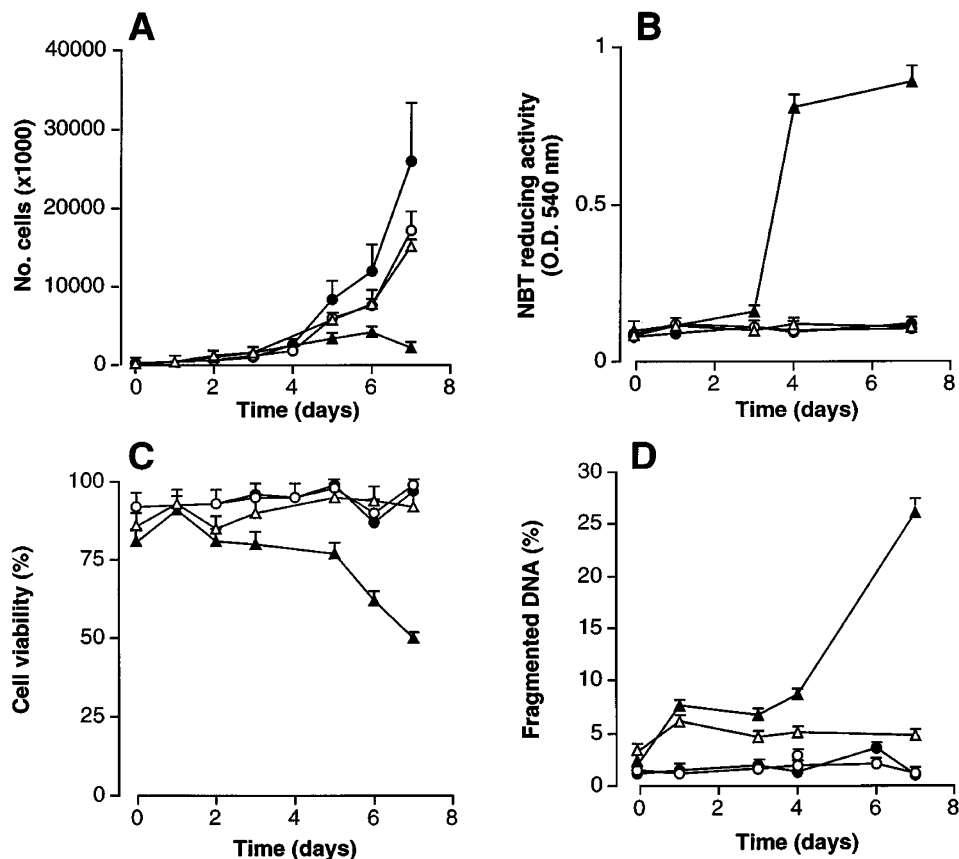 A
40000
30000
20000
10000
0
No. cells (x1000)
0 2 4 6 8
Time (days)
B
1
0.5
0
NBT reducing activity
(O.D. 540 nm)
0 2 4 6 8
Time (days)
C
100
75
50
25
0
Cell viability (%)
0 2 4 6 8
Time (days)
D
30
25
20
15
10
5
0
Fragmented DNA (%)
0 2 4 6 8
Time (days)